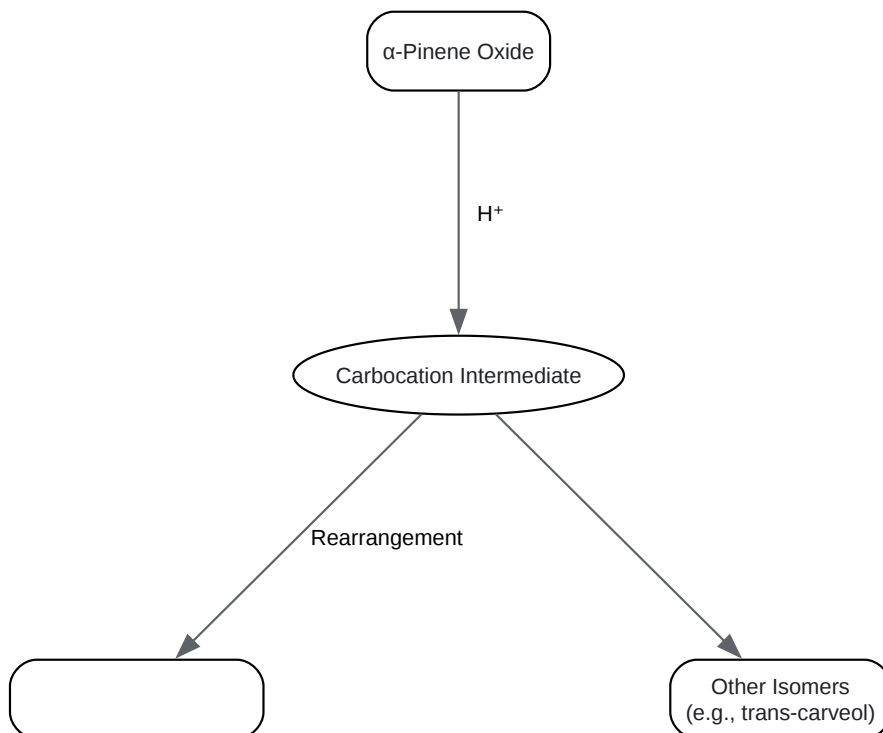 α-Pinene Oxide
H⁺
Carbocation Intermediate
Rearrangement
Other Isomers
(e.g., trans-carveol)